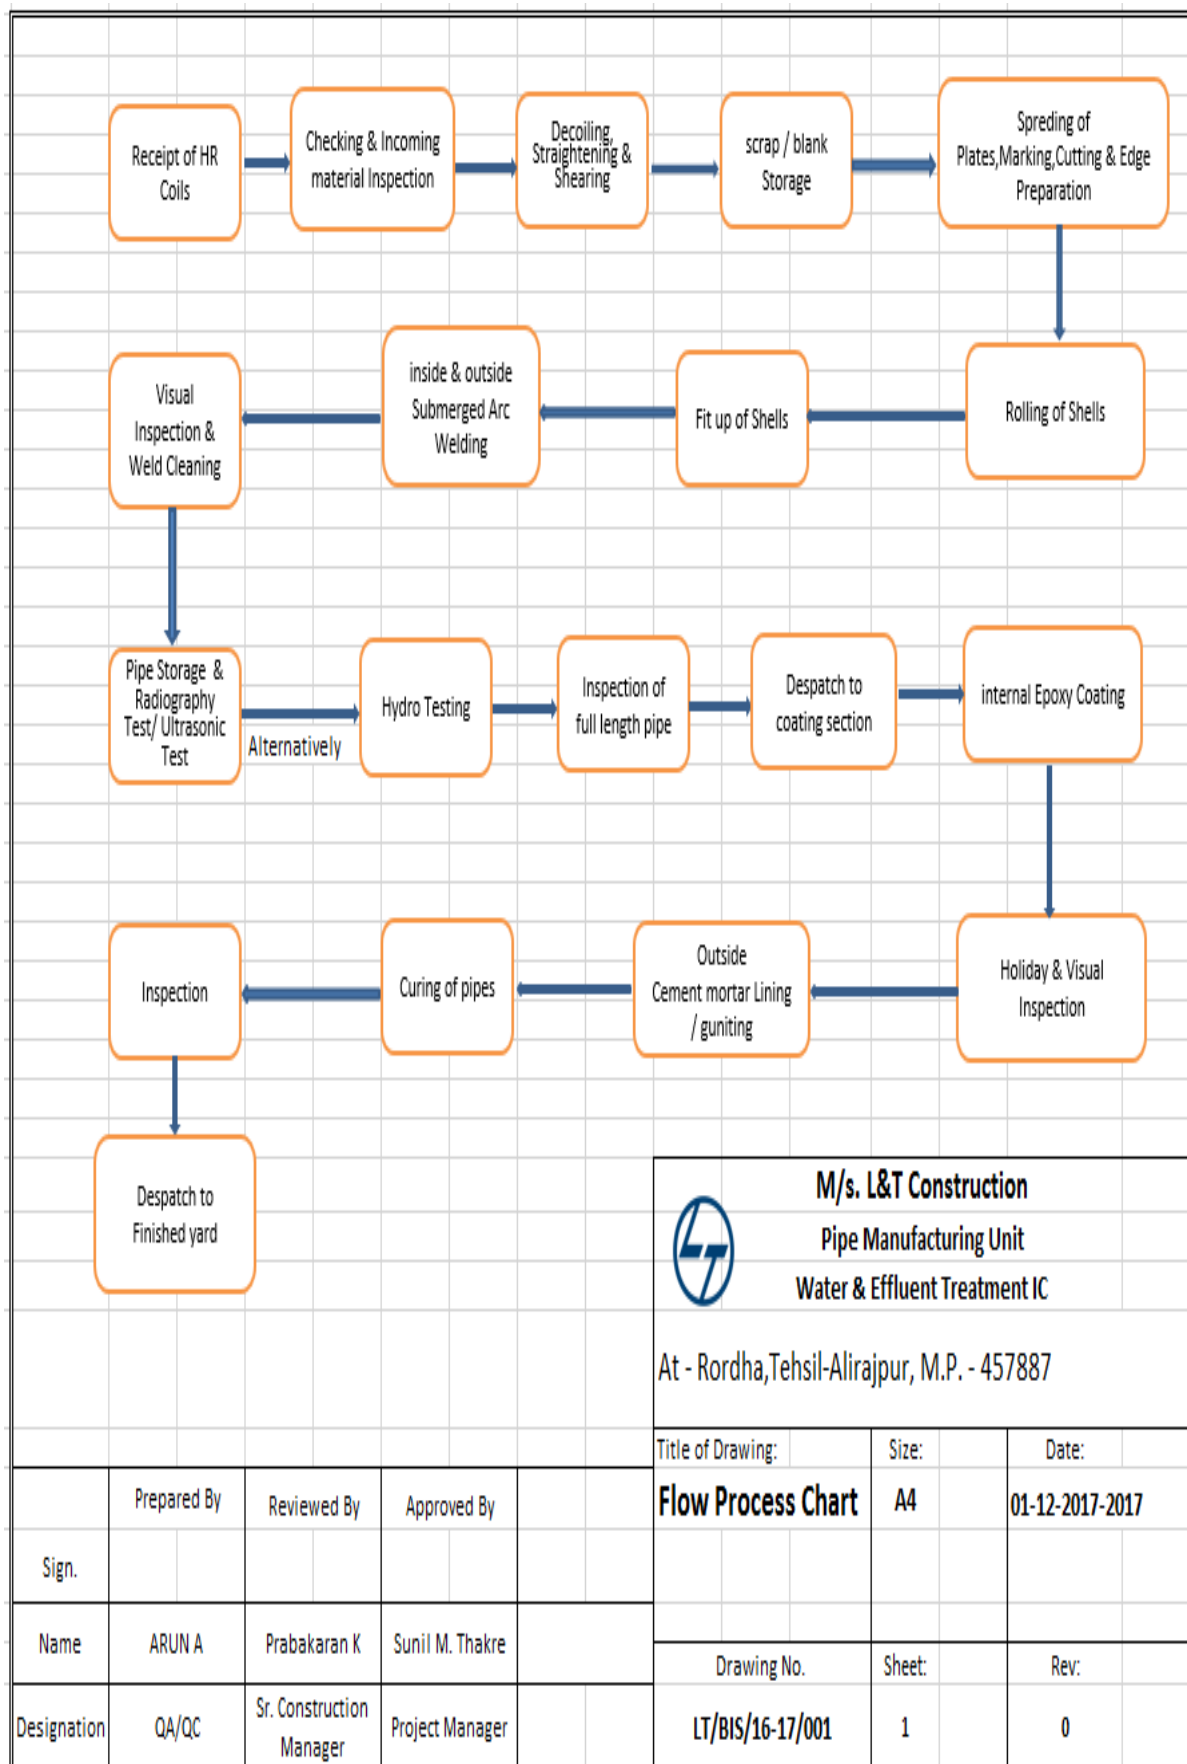 Receipt of HR
Coils
Checking & Incoming
material Inspection
Decoiling,
Straightening &
Shearing
scrap / blank
Storage
Spreding of
Plates,Marking,Cutting & Edge
Preparation
Rolling of Shells
Fit up of Shells
inside & outside
Submerged Arc
Welding
Visual
Inspection &
Weld Cleaning
Pipe Storage &
Radiography
Test/ Ultrasonic
Test
Alternatively
Hydro Testing
Inspection of
full length pipe
Despatch to
coating section
internal Epoxy Coating
Holiday & Visual
Inspection
Outside
Cement mortar Lining
/ guniting
Curing of pipes
Inspection
Despatch to
Finished yard
LT
M/s. L&T Construction
Pipe Manufacturing Unit
Water & Effluent Treatment IC
At - Rordha,Tehsil-Alirajpur, M.P. - 457887
Title of Drawing:
Flow Process Chart
Size:
A4
Date:
01-12-2017-2017
Drawing No.
LT/BIS/16-17/001
Sheet:
1
Rev:
0
Prepared By
Reviewed By
Approved By
Sign.
Name
ARUN A
Prabakaran K
Sunil M. Thakre
Designation
QA/QC
Sr. Construction
Manager
Project Manager